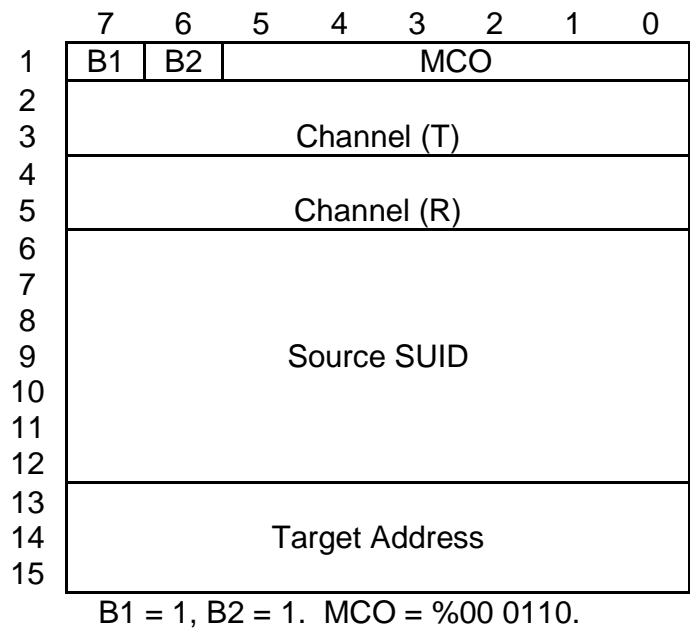 7 6 5 4 3 2 1 0
1 B1 B2 MCO
2
3 Channel (T)
4
5 Channel (R)
6
7
8
9 Source SUID
10
11
12
13
14 Target Address
15
B1 = 1, B2 = 1. MCO = %00 0110.